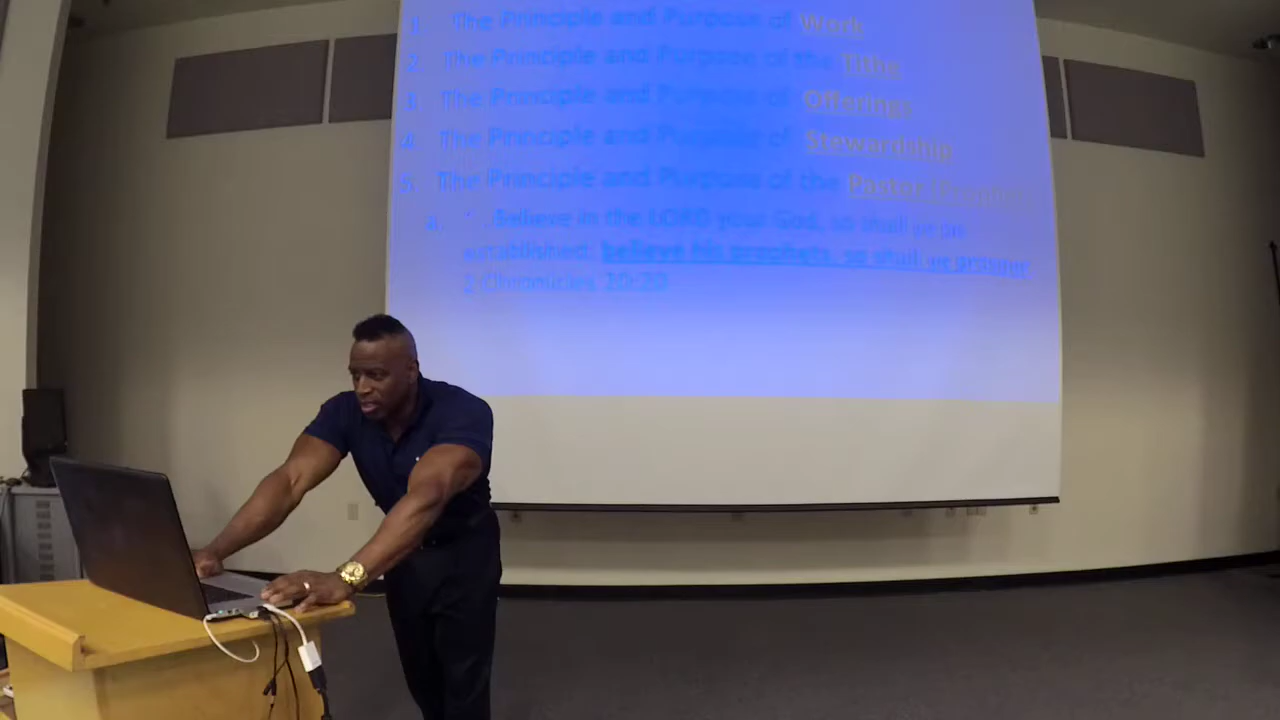 1. The Principle and Purpose of Work
2. The Principle and Purpose of the Tithe
3. The Principle and Purpose of Offerings
4. The Principle and Purpose of Stewardship
5. The Principle and Purpose of the Pastor (Prophet)
a. "..Believe in the LORD your God, so shall ye be
established; believe his prophets, so shall ye prosper
2 Chronicles 20:20